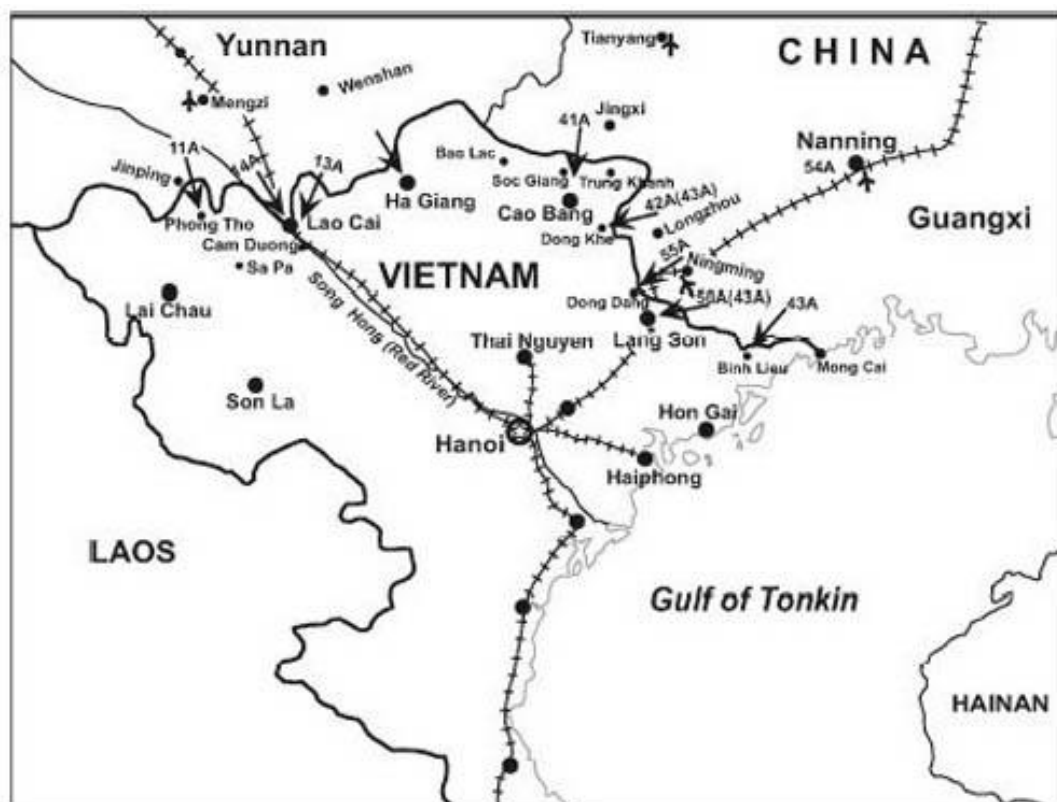 Yunnan
Tianyang
CHINA
Wenshan
Mengzi
Jingxi
41A
Nanning
11A
14A
13A
Bao Lac
54A
Jinping
Soc Giang
Trung Khanh
Ha Giang
42A(43A)
Cao Bang
Longzhou
Guangxi
Phong Tho
Lao Cai
Dong Khe
Cam Duong
55A
Sa Pa
VIETNAM
Ningming
Song Hong (Red River)
Dong Dang
43A
Lai Chau
Thai Nguyen
Lang Son
Binh Lieu
Mong Cai
Son La
Hon Gai
Hanoi
Haiphong
LAOS
Gulf of Tonkin
HAINAN